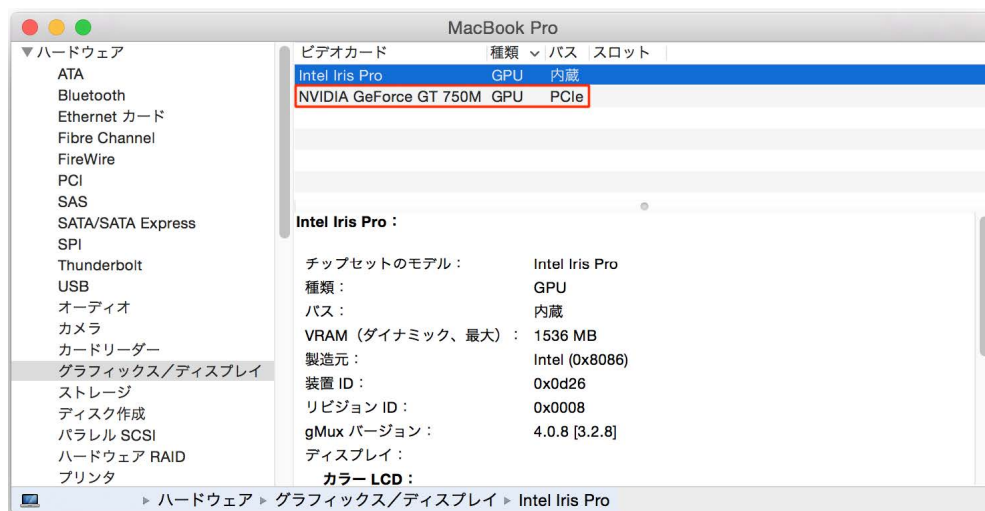 MacBook Pro
ハードウェア
ATA
Bluetooth
Ethernet カード
Fibre Channel
FireWire
PCI
SAS
SATA/SATA Express
SPI
Thunderbolt
USB
オーディオ
カメラ
カードリーダー
グラフィックス／ディスプレイ
ストレージ
ディスク作成
パラレル SCSI
ハードウェア RAID
プリンタ
ビデオカード 種類 バス スロット
Intel Iris Pro GPU 内蔵
NVIDIA GeForce GT 750M GPU PCIe
Intel Iris Pro：
チップセットのモデル： Intel Iris Pro
種類： GPU
バス： 内蔵
VRAM（ダイナミック、最大）： 1536 MB
製造元： Intel (0x8086)
装置 ID： 0x0d26
リビジョン ID： 0x0008
gMux バージョン： 4.0.8 [3.2.8]
ディスプレイ：
カラー LCD：
ハードウェア ▸ グラフィックス／ディスプレイ ▸ Intel Iris Pro